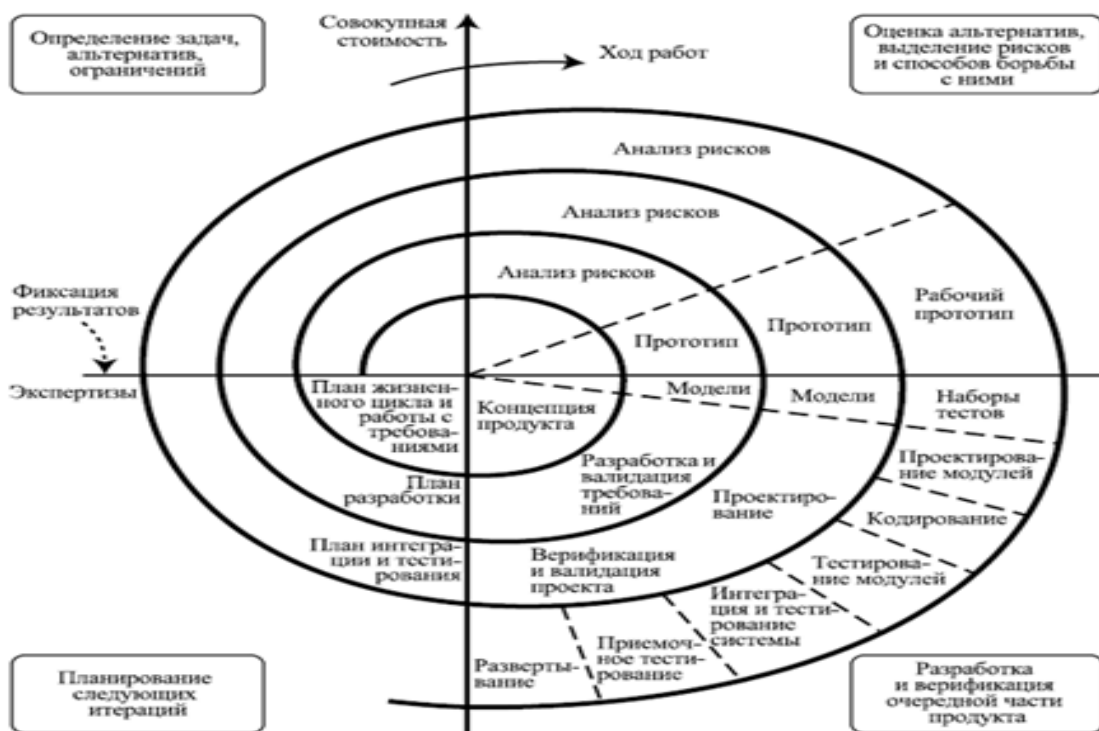 Определение задач,
альтернатив,
ограничений
Совокупная
стоимость
Ход работ
Оценка альтернатив,
выделение рисков
и способов борьбы
с ними
Анализ рисков
Анализ рисков
Анализ рисков
Фиксация
результатов
Рабочий
прототип
Прототип
Прототип
Экспертизы
План жизнен-
ного цикла и
работы с
требова-
ниями
Концепция
продукта
Модели
Модели
Наборы
тестов
План
разработки
Разработка и
валидация
требова-
ний
Проектиро-
вание
Проектирова-
ние модулей
Кодирование
План интегра-
ции и тести-
рования
Верификация
и валидация
проекта
Тестирова-
ние модулей
Интегра-
ция и тести-
рование
системы
Приемоч-
ное тести-
рование
Разверты-
вание
Планирование
следующих
итераций
Разработка
и верификация
очередной части
продукта